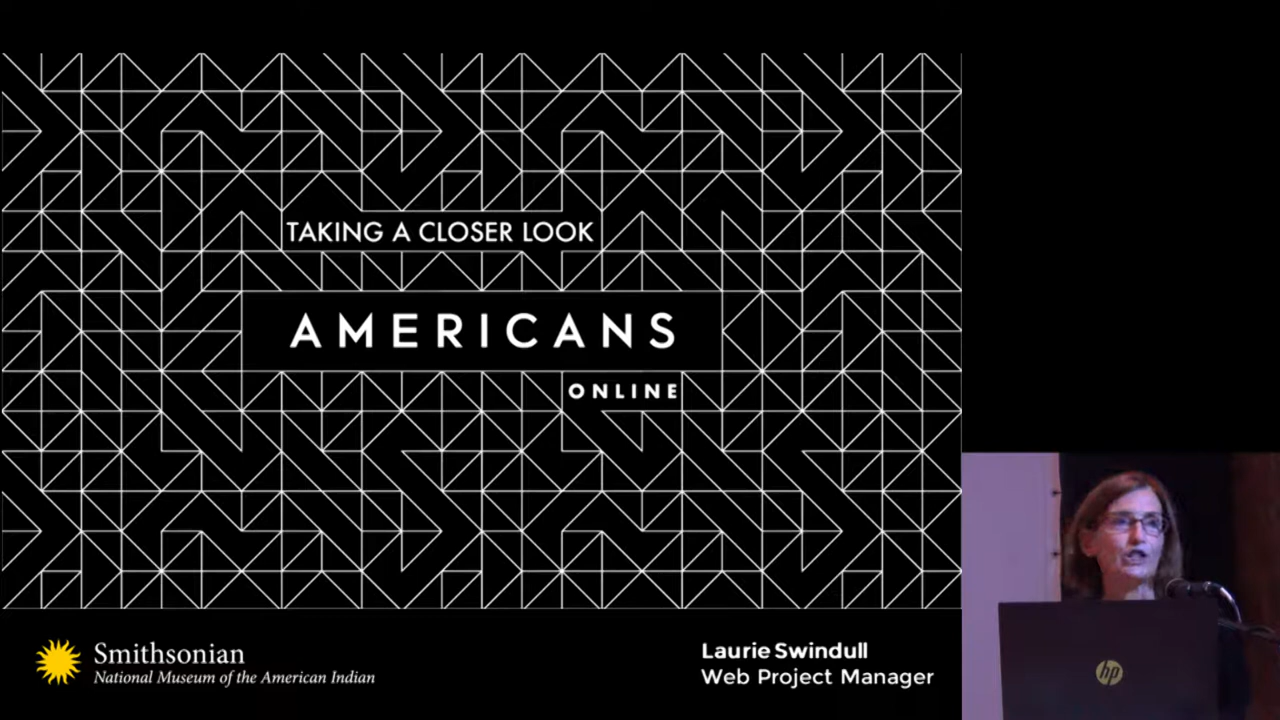 TAKING A CLOSER LOOK
AMERICANS
ONLINE
Smithsonian
National Museum of the American Indian
Laurie Swindull
Web Project Manager
hp